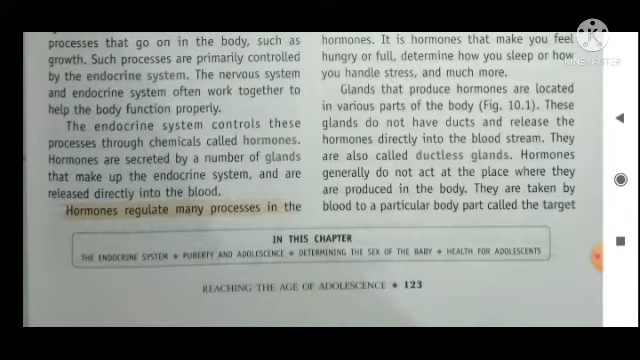 processes that go on in the body, such as
growth. Such processes are primarily controlled
by the endocrine system. The nervous system
and endocrine system often work together to
help the body function properly.
The endocrine system controls these
processes through chemicals called hormones.
Hormones are secreted by a number of glands
that make up the endocrine system, and are
released directly into the blood.
Hormones regulate many processes in the
hormones. It is hormones that make you feel
hungry or full, determine how you sleep or how
you handle stress, and much more.
Glands that produce hormones are located
in various parts of the body (Fig. 10.1). These
glands do not have ducts and release the
hormones directly into the blood stream. They
are also called ductless glands. Hormones
generally do not act at the place where they
are produced in the body. They are taken by
blood to a particular body part called the target
IN THIS CHAPTER
THE ENDOCRINE SYSTEM ◆ PUBERTY AND ADOLESCENCE ◆ DETERMINING THE SEX OF THE BABY ◆ HEALTH FOR ADOLESCENTS
REACHING THE AGE OF ADOLESCENCE ◆ 123
KINEMASTER